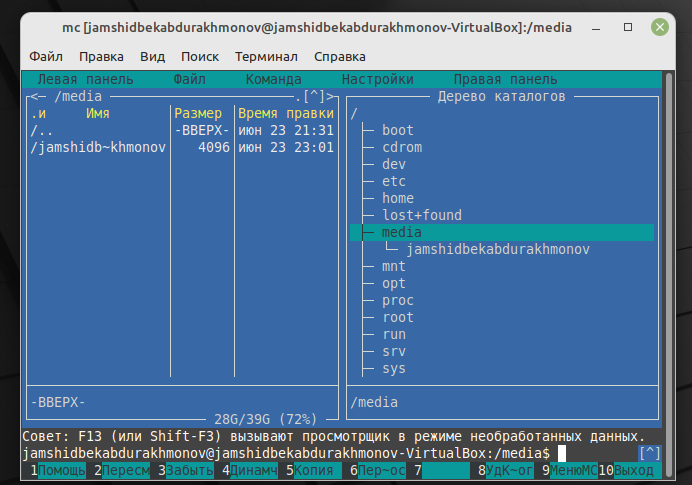 mc [jamshidbekabdurakhmonov@jamshidbekabdurakhmonov-VirtualBox]:/media
Файл Правка Вид Поиск Терминал Справка
Левая панель Файл Команда Настройки Правая панель
<─ /media .[^]>
.и Имя Размер Время правки
/.. -ВВЕРХ- июн 23 21:31
/jamshidb~khmonov 4096 июн 23 23:01
-ВВЕРХ-
28G/39G (72%)
Дерево каталогов
/
boot
cdrom
dev
etc
home
lost+found
media
jamshidbekabdurakhmonov
mnt
opt
proc
root
run
srv
sys
/media
Совет: F13 (или Shift-F3) вызывают просмотрщик в режиме необработанных данных.
jamshidbekabdurakhmonov@jamshidbekabdurakhmonov-VirtualBox:/media$ [^]
1Помощь 2Пересм 3Забыть 4Динамч 5Копия 6Пер~ос 7 8УдК~ог 9МенюMC 10Выход